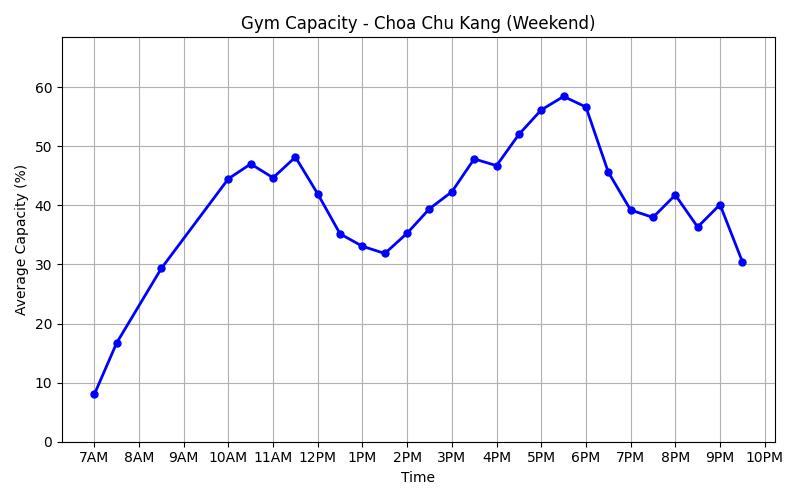 Gym Capacity - Choa Chu Kang (Weekend)
Average Capacity (%)
60
50
40
30
20
10
0
7AM 8AM 9AM 10AM 11AM 12PM 1PM 2PM 3PM 4PM 5PM 6PM 7PM 8PM 9PM 10PM
Time